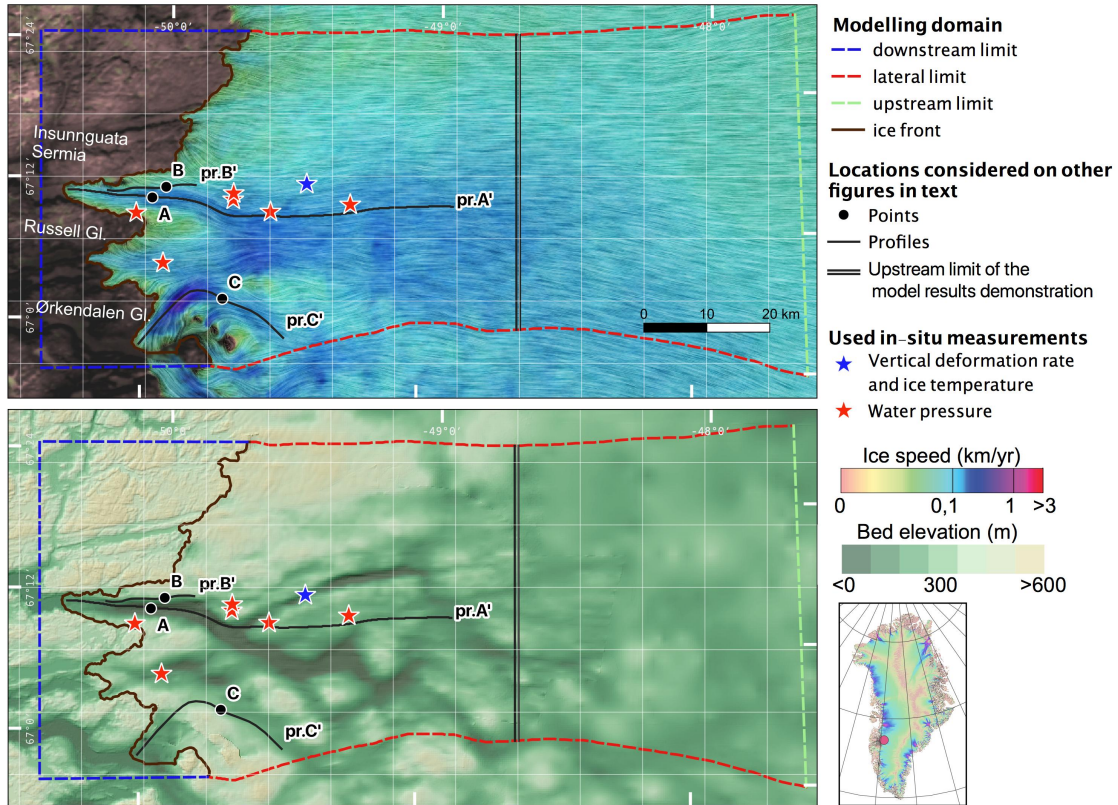 -50°0'
-49°0'
-48°0'
67°24'
Insunnguata
Sermia
67°12'
B
pr.B'
A
pr.A'
Russell Gl.
C
Ørkendalen Gl.
67°0'
pr.C'
0 10 20 km
-50°0'
-49°0'
-48°0'
67°12'
B
pr.B'
A
pr.A'
C
67°0'
pr.C'
Modelling domain
downstream limit
lateral limit
upstream limit
ice front
Locations considered on other
figures in text
Points
Profiles
Upstream limit of the
model results demonstration
Used in-situ measurements
Vertical deformation rate
and ice temperature
Water pressure
Ice speed (km/yr)
0 0,1 1 >3
Bed elevation (m)
<0 300 >600